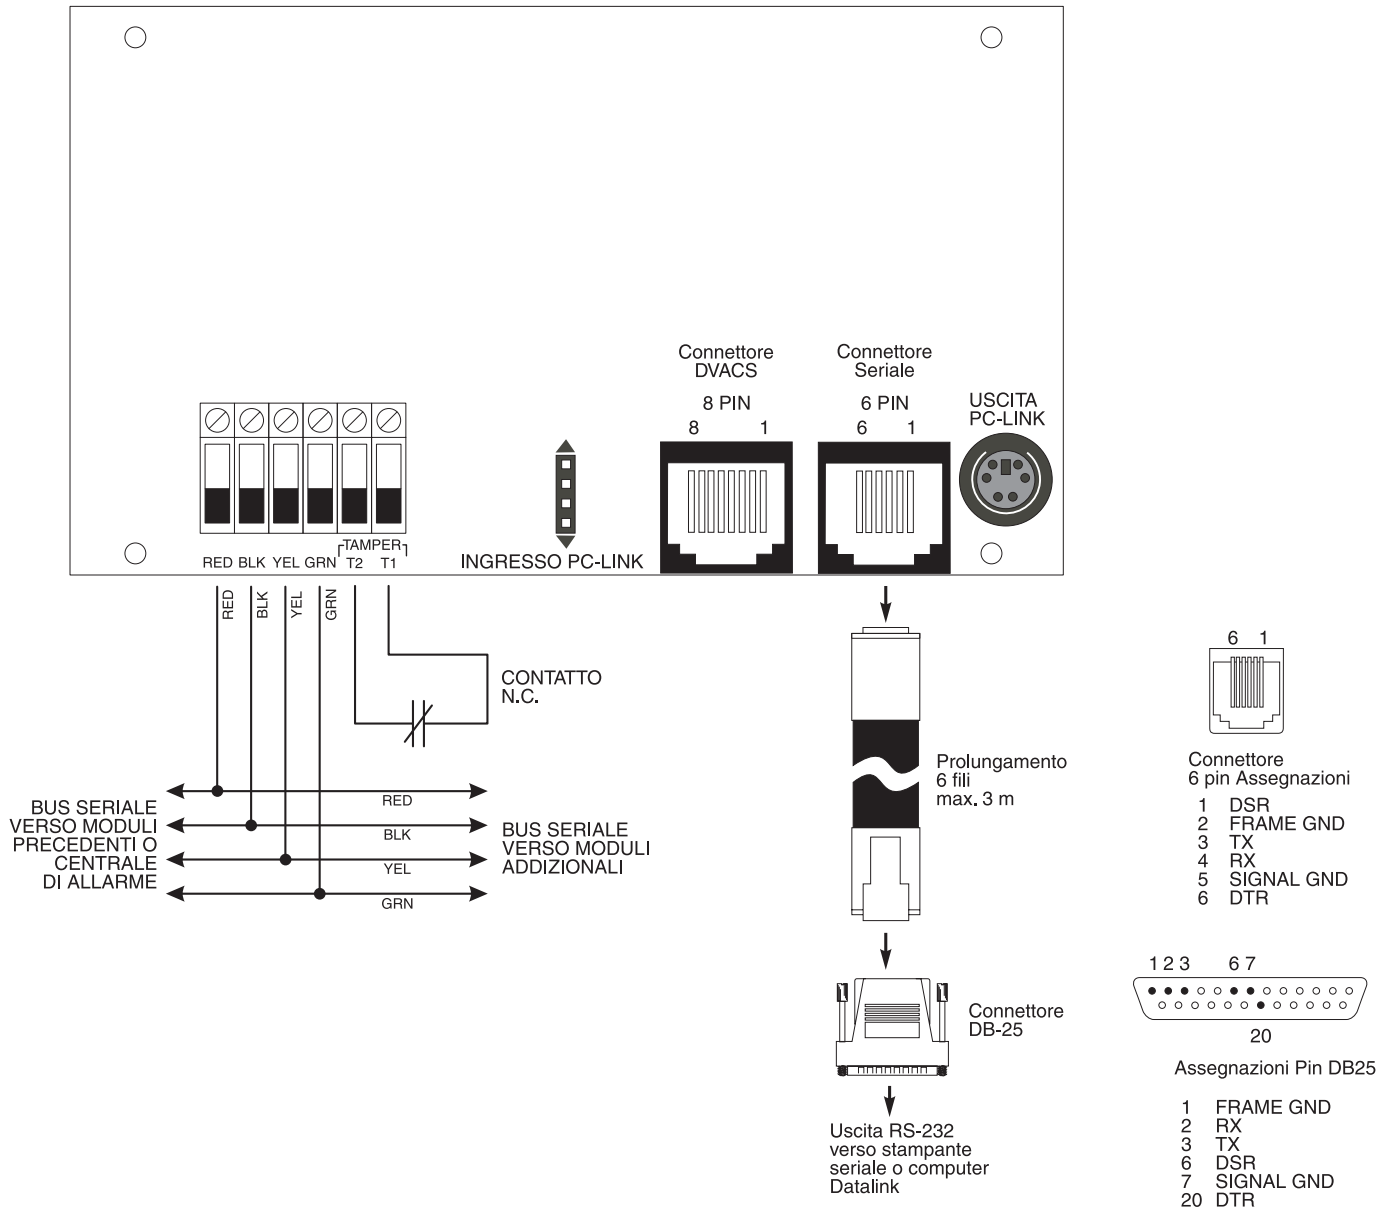 Connettore
DVACS
8 PIN
8 1
Connettore
Seriale
6 PIN
6 1
USCITA
PC-LINK
TAMPER
RED BLK YEL GRN T2 T1
INGRESSO PC-LINK
RED
BLK
YEL
GRN
CONTATTO
N.C.
BUS SERIALE
VERSO MODULI
PRECEDENTI O
CENTRALE
DI ALLARME
RED
BLK
YEL
GRN
BUS SERIALE
VERSO MODULI
ADDIZIONALI
Prolungamento
6 fili
max. 3 m
Connettore
DB-25
Uscita RS-232
verso stampante
seriale o computer
Datalink
6 1
Connettore
6 pin Assegnazioni
1 DSR
2 FRAME GND
3 TX
4 RX
5 SIGNAL GND
6 DTR
1 2 3 6 7
20
Assegnazioni Pin DB25
1 FRAME GND
2 RX
3 TX
6 DSR
7 SIGNAL GND
20 DTR